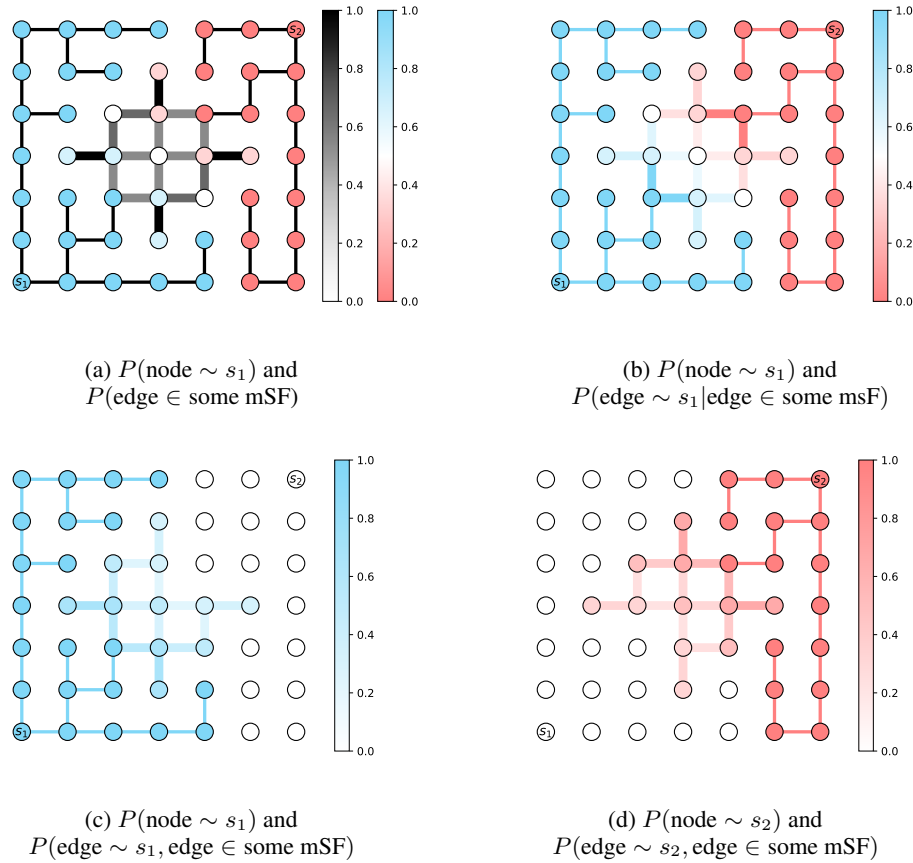 s₂
1.0
1.0
0.8
0.8
0.6
0.6
0.4
0.4
0.2
0.2
0.0
0.0
s₁
(a) P(node ∼ s₁) and
P(edge ∈ some mSF)
s₂
1.0
0.8
0.6
0.4
0.2
0.0
s₁
(b) P(node ∼ s₁) and
P(edge ∼ s₁|edge ∈ some msF)
s₂
1.0
0.8
0.6
0.4
0.2
0.0
s₁
(c) P(node ∼ s₁) and
P(edge ∼ s₁, edge ∈ some mSF)
s₂
1.0
0.8
0.6
0.4
0.2
0.0
s₁
(d) P(node ∼ s₂) and
P(edge ∼ s₂, edge ∈ some mSF)